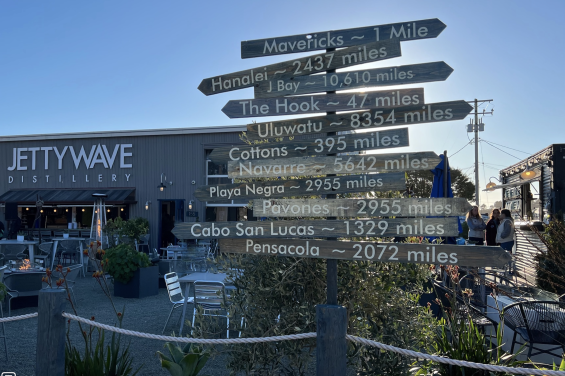 Mavericks ~ 1 Mile
Hanalei ~ 2437 miles
J Bay ~ 10,610 miles
The Hook ~ 47 miles
Uluwatu ~ 8354 miles
Cottons ~ 395 miles
Navarro ~ 5642 miles
Playa Negra ~ 2955 miles
Pavones ~ 2955 miles
Cabo San Lucas ~ 1329 miles
Pensacola ~ 2072 miles
JETTYWAVE
DISTILLERY